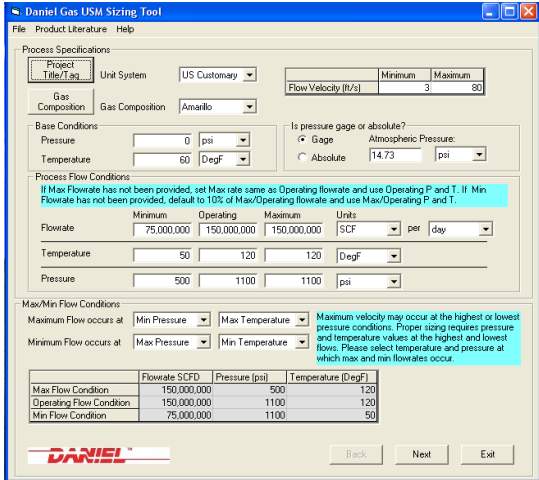 Daniel Gas USM Sizing Tool
File Product Literature Help
Process Specifications
Project
Title/Tag
Unit System
US Customary
Minimum Maximum
Flow Velocity (ft/s) 3 80
Gas
Composition
Gas Composition
Amarillo
Base Conditions
Pressure 0 psi
Temperature 60 DegF
Is pressure gage or absolute?
Gage
Absolute
Atmospheric Pressure:
14.73 psi
Process Flow Conditions
If Max Flowrate has not been provided, set Max rate same as Operating flowrate and use Operating P and T. If Min
Flowrate has not been provided, default to 10% of Max/Operating flowrate and use Max/Operating P and T.
Minimum Operating Maximum Units
Flowrate 75,000,000 150,000,000 150,000,000 SCF per day
Temperature 50 120 120 DegF
Pressure 500 1100 1100 psi
Max/Min Flow Conditions
Maximum Flow occurs at Min Pressure Max Temperature
Minimum Flow occurs at Max Pressure Min Temperature
Maximum velocity may occur at the highest or lowest
pressure conditions. Proper sizing requires pressure
and temperature values at the highest and lowest
flows. Please select temperature and pressure at
which max and min flowrates occur.
Flowrate SCFD Pressure (psi) Temperature (DegF)
Max Flow Condition 150,000,000 500 120
Operating Flow Condition 150,000,000 1100 120
Min Flow Condition 75,000,000 1100 50
DANIEL
Back Next Exit